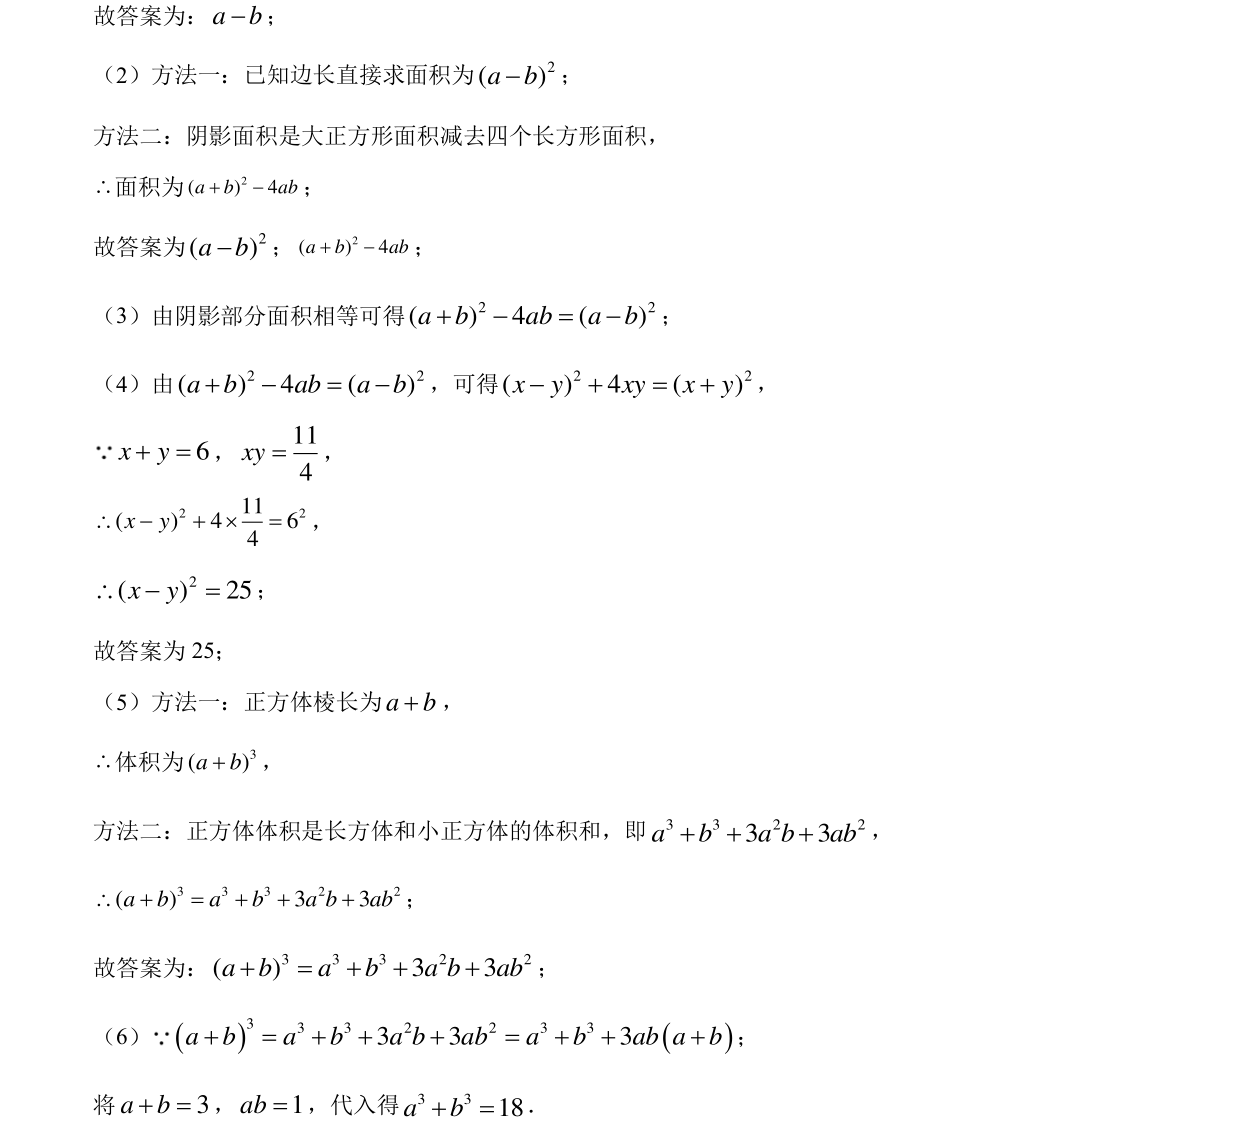 故答案为：a－b；
（2）方法一：已知边长直接求面积为(a－b)²；
方法二：阴影面积是大正方形面积减去四个长方形面积，
∴面积为(a＋b)²－4ab；
故答案为(a－b)²；(a＋b)²－4ab；
（3）由阴影部分面积相等可得(a＋b)²－4ab＝(a－b)²；
（4）由(a＋b)²－4ab＝(a－b)²，可得(x－y)²＋4xy＝(x＋y)²，
∵x＋y＝6，xy＝11/4，
∴(x－y)²＋4×11/4＝6²，
∴(x－y)²＝25；
故答案为 25；
（5）方法一：正方体棱长为a＋b，
∴体积为(a＋b)³，
方法二：正方体体积是长方体和小正方体的体积和，即a³＋b³＋3a²b＋3ab²，
∴(a＋b)³＝a³＋b³＋3a²b＋3ab²；
故答案为：(a＋b)³＝a³＋b³＋3a²b＋3ab²；
（6）∵(a＋b)³＝a³＋b³＋3a²b＋3ab²＝a³＋b³＋3ab(a＋b)；
将a＋b＝3，ab＝1，代入得a³＋b³＝18．